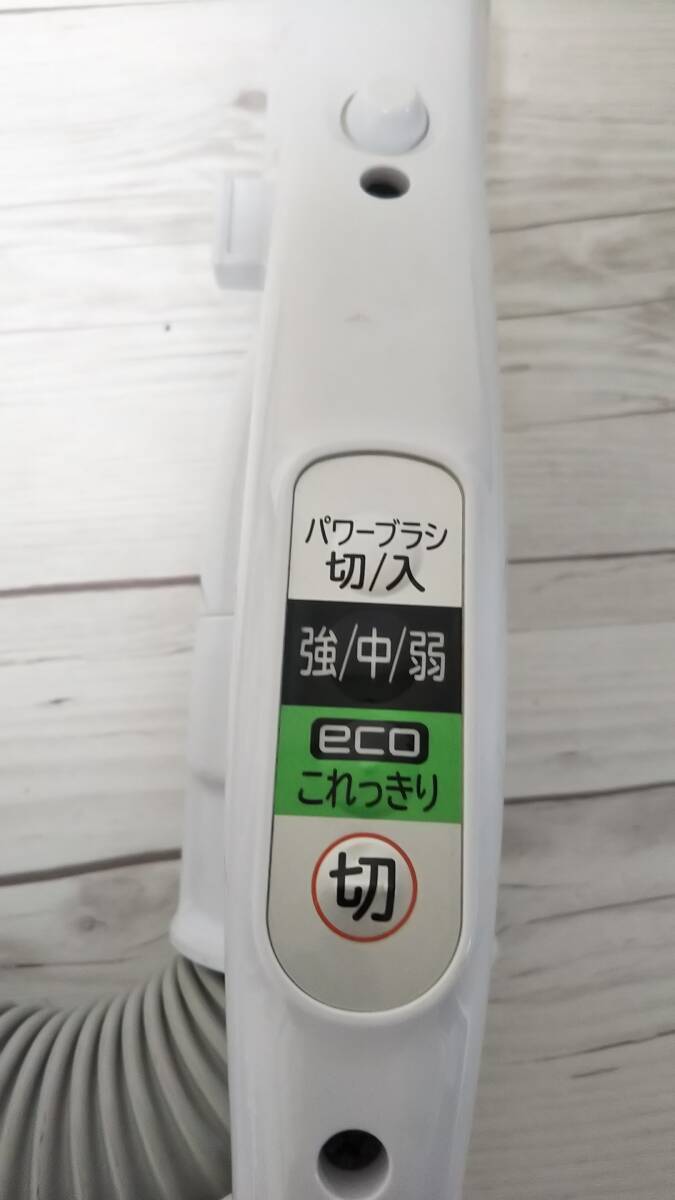 パワーブラシ
切/入
強/中/弱
eco
これっきり
切